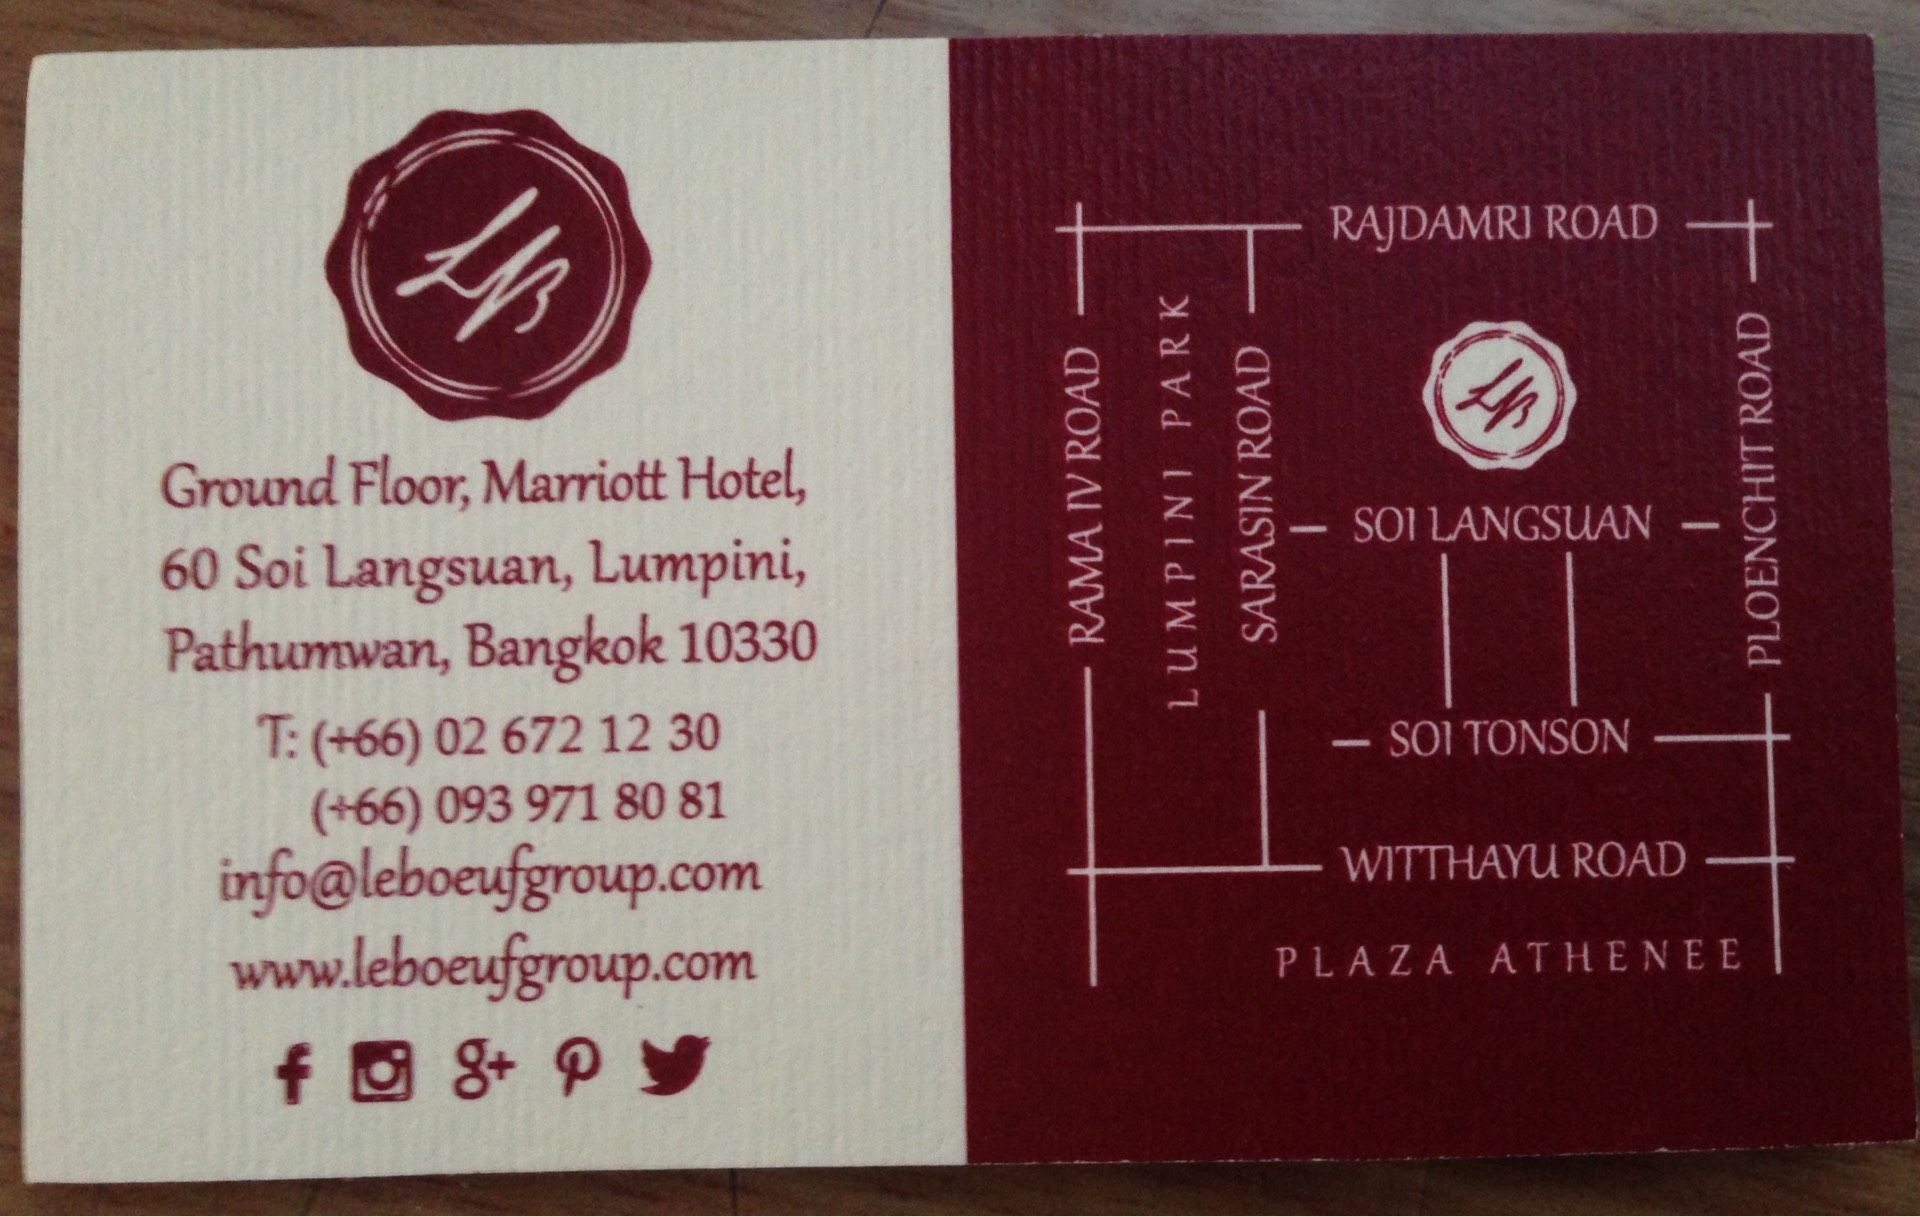 LB
Ground Floor, Marriott Hotel,
60 Soi Langsuan, Lumpini,
Pathumwan, Bangkok 10330
T: (+66) 02 672 12 30
(+66) 093 971 80 81
info@leboeufgroup.com
www.leboeufgroup.com
f g+ p
RAJDAMRI ROAD
RAMA IV ROAD
LUMPINI PARK
SARASIN ROAD
LB
PLOENCHIT ROAD
SOI LANGSUAN
SOI TONSON
WITTHAYU ROAD
PLAZA ATHENEE